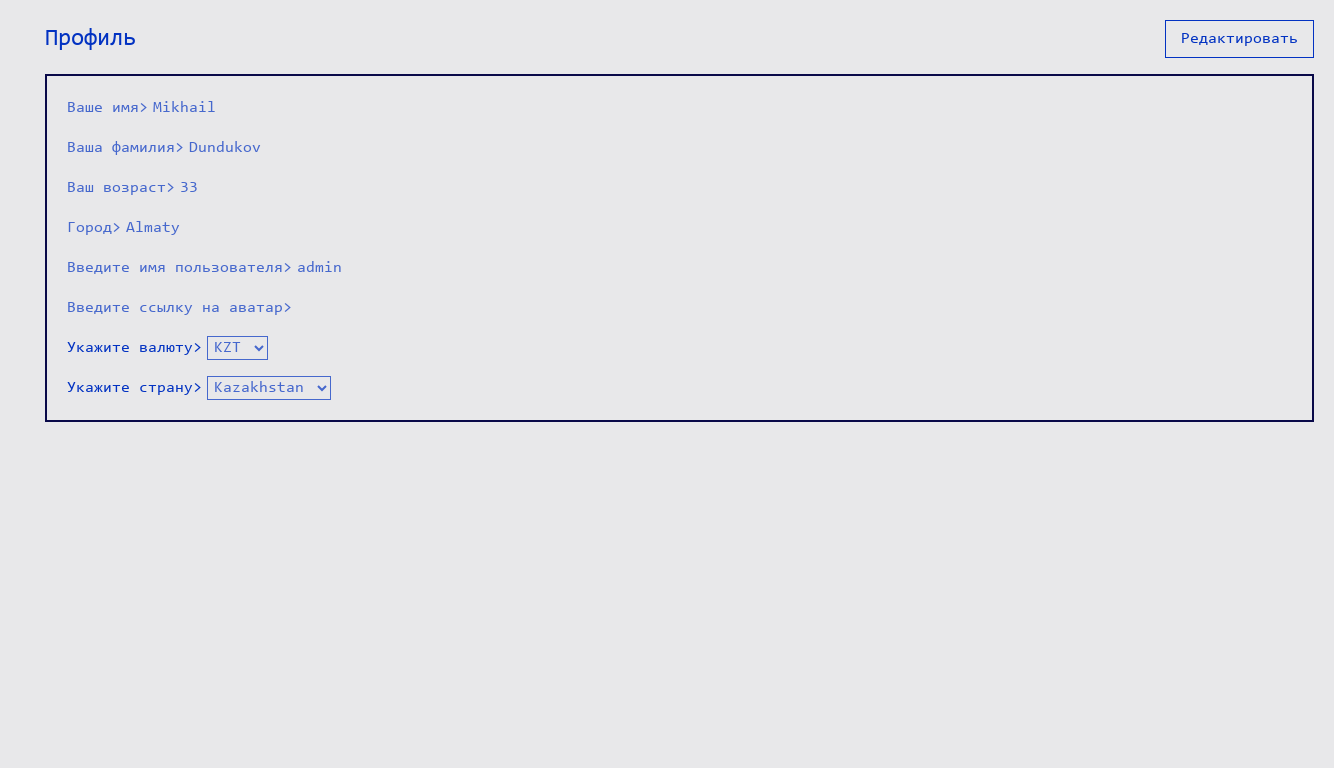 Профиль
Редактировать
Ваше имя> Mikhail
Ваша фамилия> Dundukov
Ваш возраст> 33
Город> Almaty
Введите имя пользователя> admin
Введите ссылку на аватар>
Укажите валюту> KZT
Укажите страну> Kazakhstan